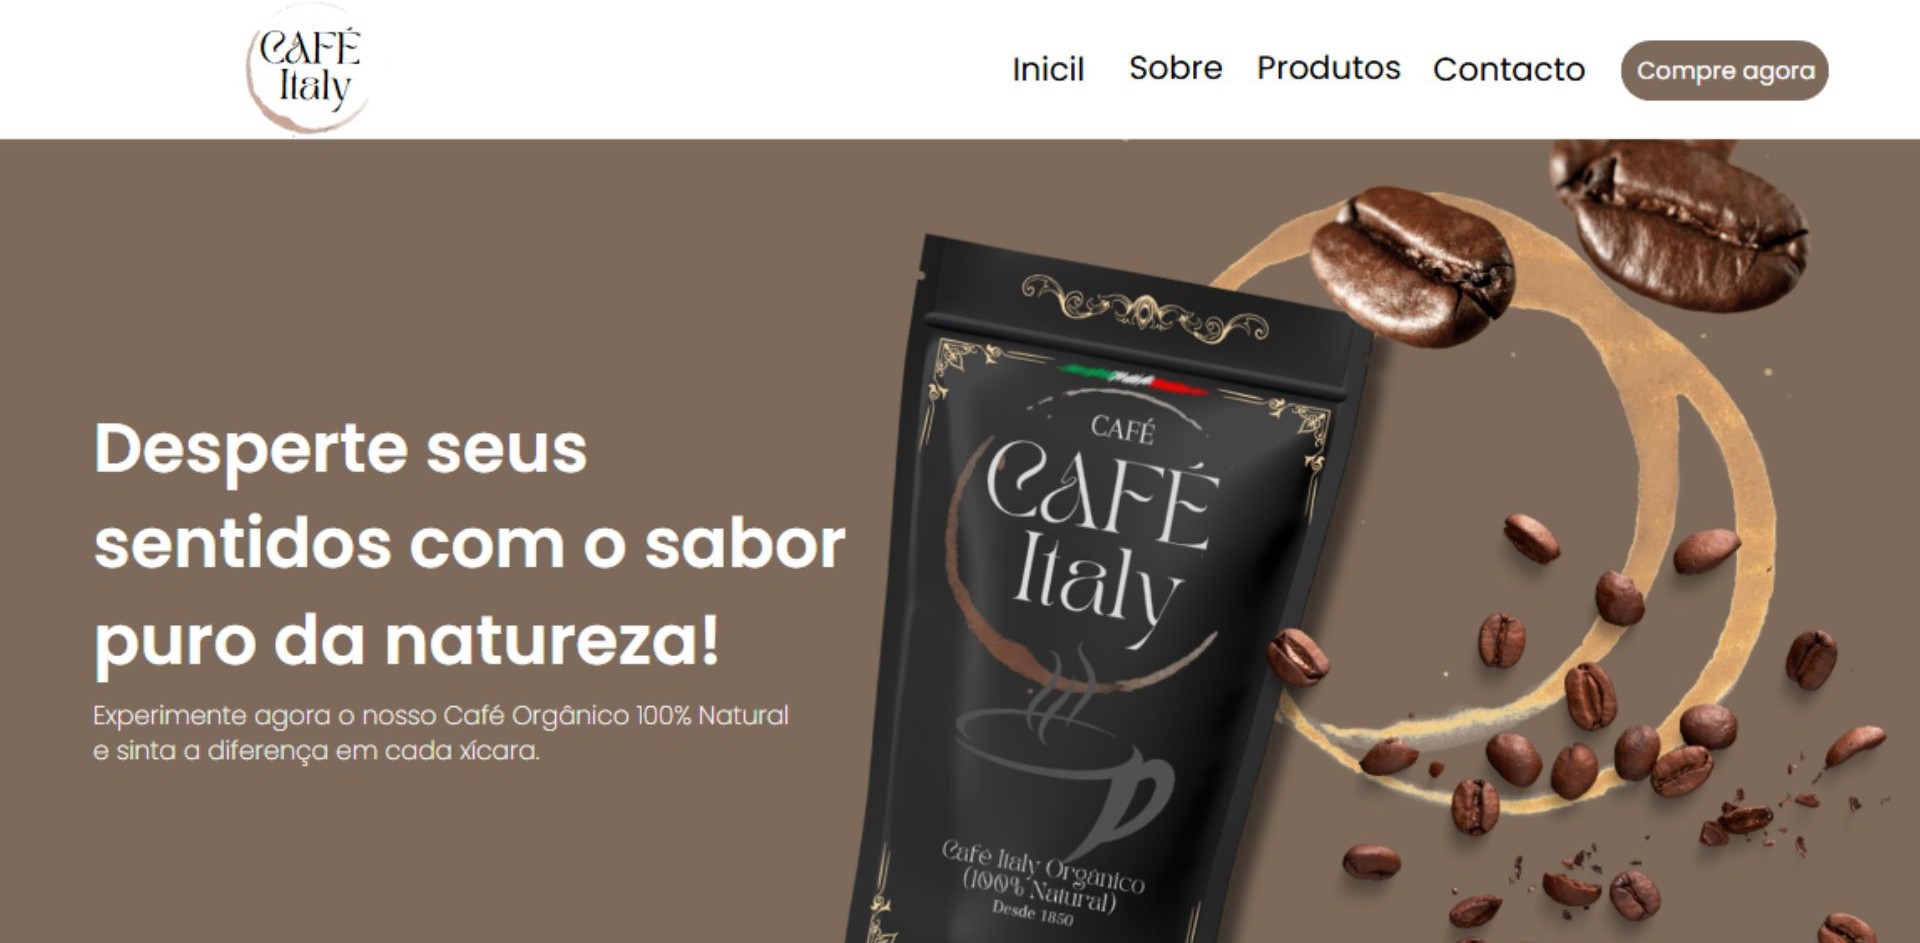 CAFÉ
Italy
Inicil
Sobre
Produtos
Contacto
Compre agora
Desperte seus
sentidos com o sabor
puro da natureza!
Experimente agora o nosso Café Orgânico 100% Natural
e sinta a diferença em cada xícara.
CAFÉ
CAFÉ
Italy
Café Italy Orgânico
(100% Natural)
Desde 1850